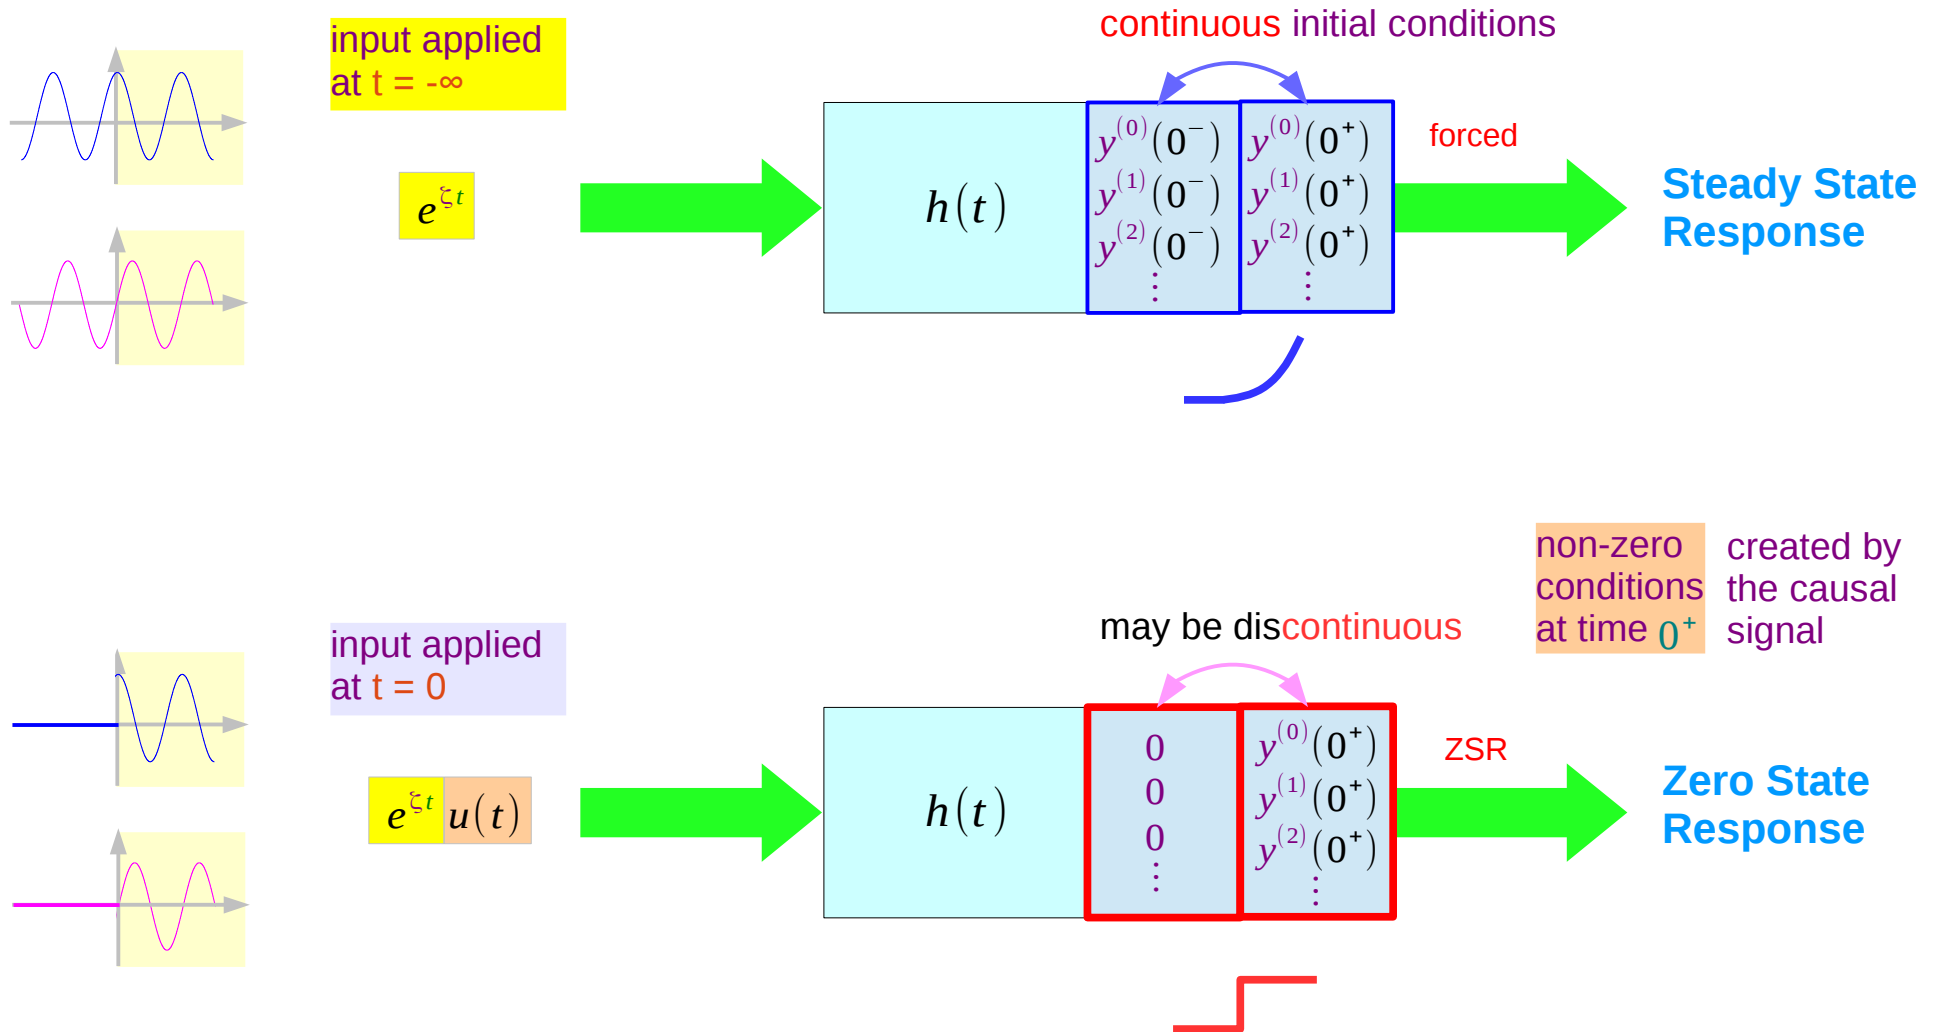 continuous initial conditions
input applied
at t = -∞
e^{ζt}
h(t)
y^{(0)}(0^−) y^{(0)}(0^+)
y^{(1)}(0^−) y^{(1)}(0^+)
y^{(2)}(0^−) y^{(2)}(0^+)
⋮ ⋮
forced
Steady State
Response
non-zero
conditions
at time 0^+
created by
the causal
signal
may be discontinuous
input applied
at t = 0
e^{ζt} u(t)
h(t)
0 y^{(0)}(0^+)
0 y^{(1)}(0^+)
0 y^{(2)}(0^+)
⋮ ⋮
ZSR
Zero State
Response